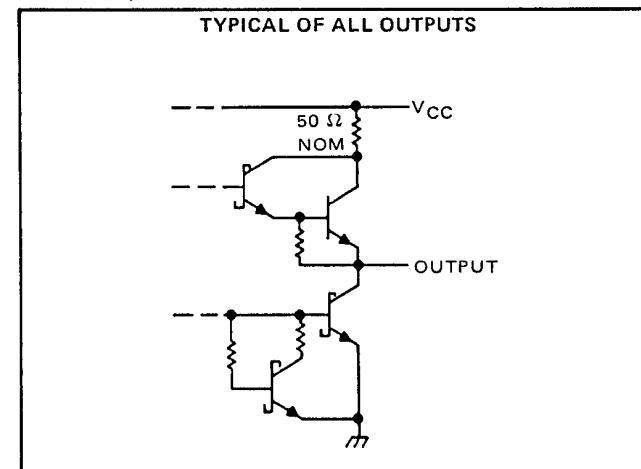 TYPICAL OF ALL OUTPUTS
VCC
50 Ω
NOM
OUTPUT